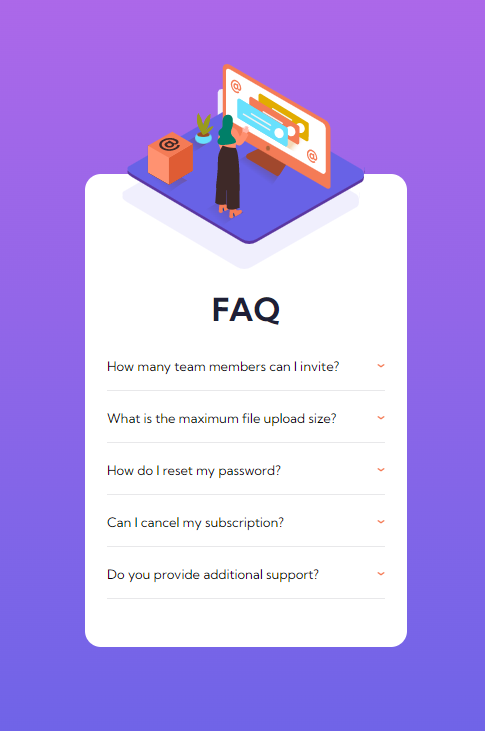 FAQ
How many team members can I invite?
What is the maximum file upload size?
How do I reset my password?
Can I cancel my subscription?
Do you provide additional support?